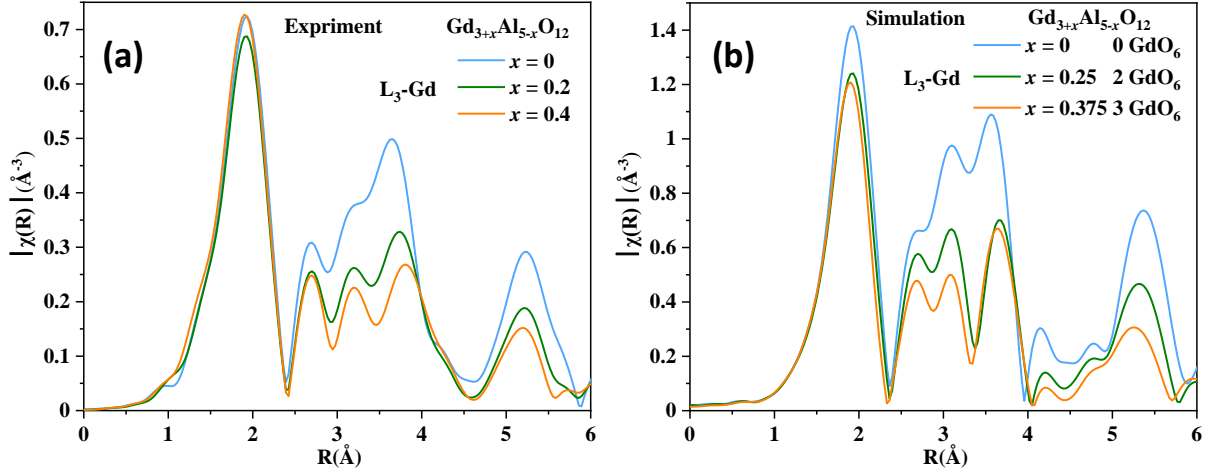 (a)
Expriment
Gd3+xAl5-xO12
L3-Gd
x = 0
x = 0.2
x = 0.4
|χ(R)|(Å-3)
0.7
0.6
0.5
0.4
0.3
0.2
0.1
0
0 1 2 3 4 5 6
R(Å)
(b)
Simulation
Gd3+xAl5-xO12
x = 0 0 GdO6
L3-Gd
x = 0.25 2 GdO6
x = 0.375 3 GdO6
|χ(R)|(Å-3)
1.4
1.2
1.0
0.8
0.6
0.4
0.2
0
0 1 2 3 4 5 6
R(Å)